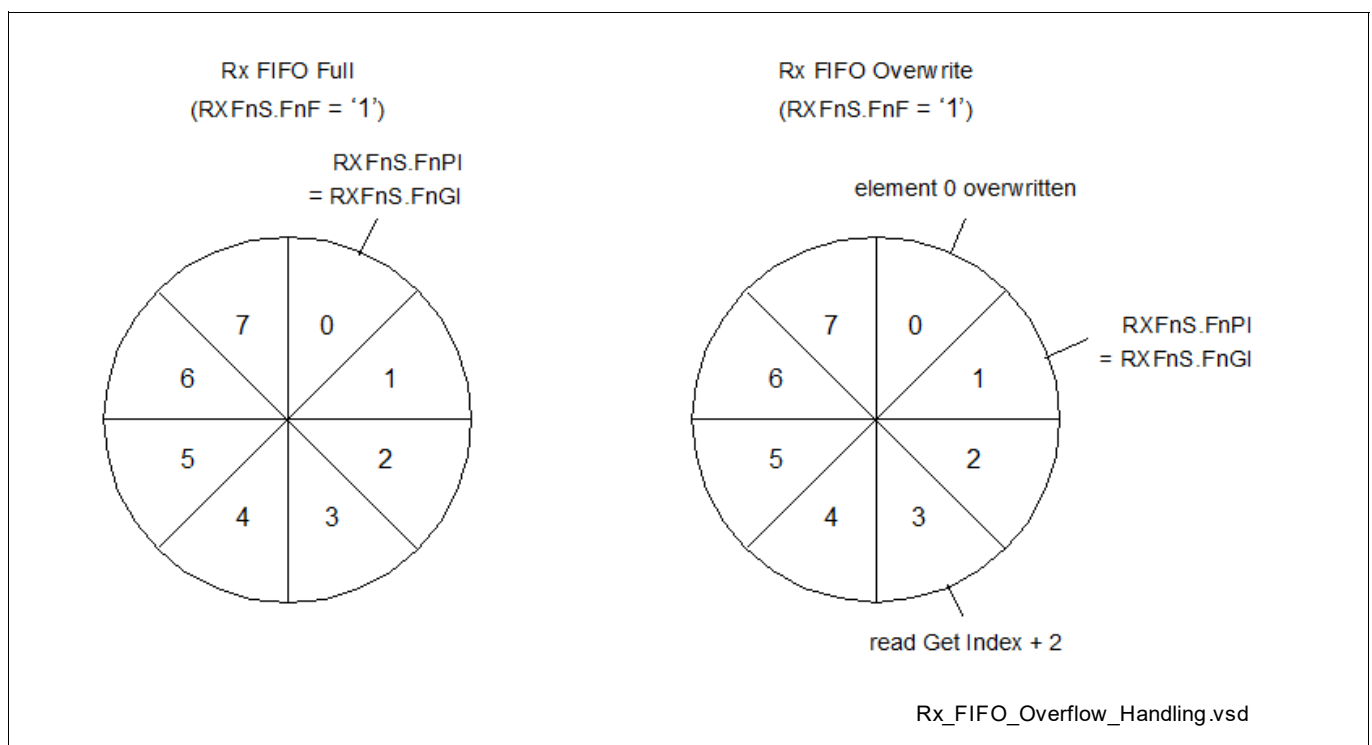 Rx FIFO Full
(RXFnS.FnF = ‘1’)
RXFnS.FnPI
= RXFnS.FnGI
7
0
6
1
5
2
4
3
Rx FIFO Overwrite
(RXFnS.FnF = ‘1’)
element 0 overwritten
RXFnS.FnPI
= RXFnS.FnGI
7
0
6
1
5
2
4
3
read Get Index + 2
Rx_FIFO_Overflow_Handling.vsd